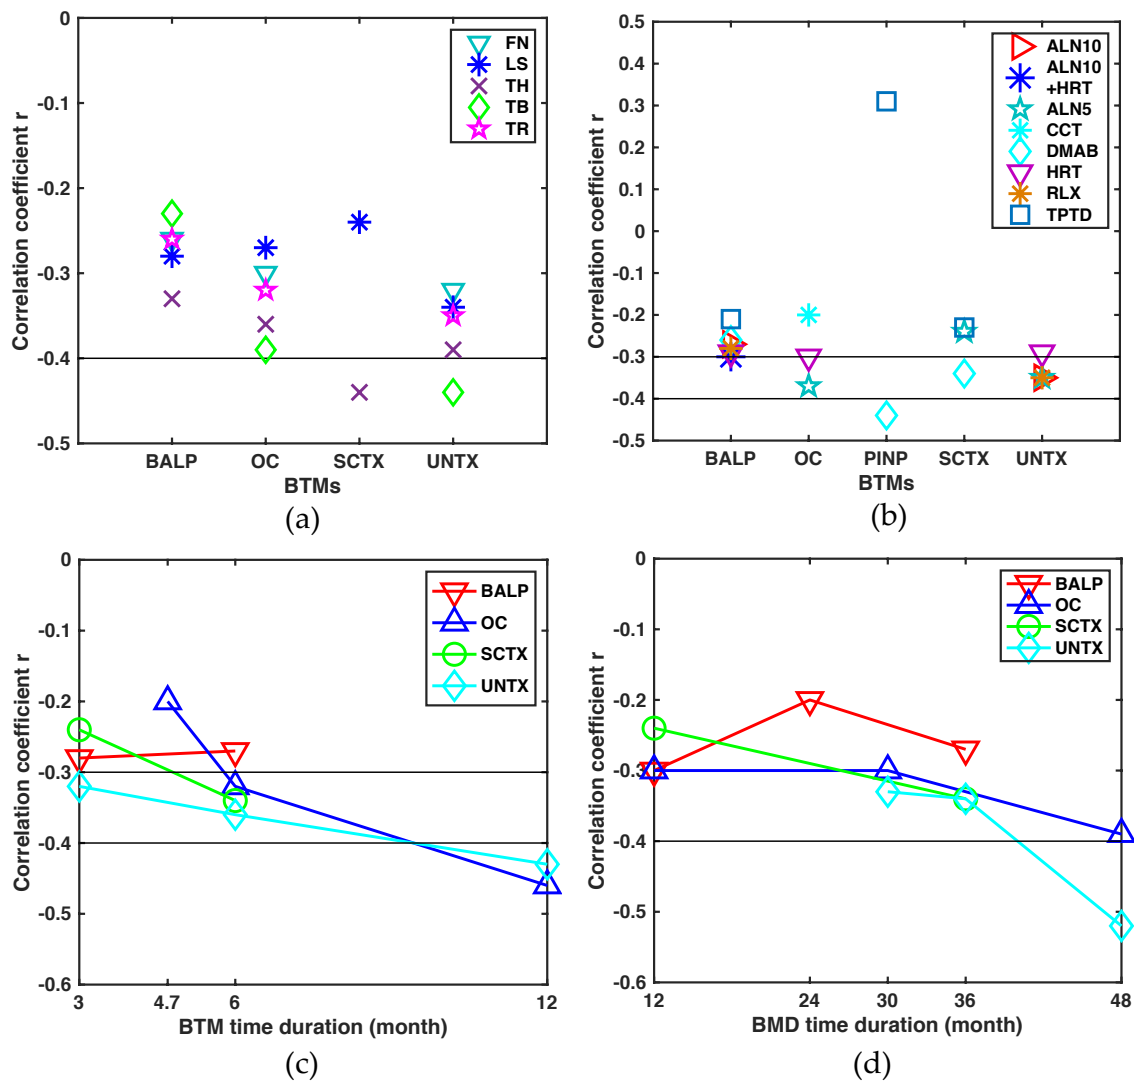 0
-0.1
-0.2
-0.3
-0.4
-0.5
Correlation coefficient r
FN
LS
TH
TB
TR
BALP OC SCTX UNTX
BTMs
(a)
0.5
0.4
0.3
0.2
0.1
0
-0.1
-0.2
-0.3
-0.4
-0.5
Correlation coefficient r
ALN10
ALN10
+HRT
ALN5
CCT
DMAB
HRT
RLX
TPTD
BALP OC PINP SCTX UNTX
BTMs
(b)
0
-0.1
-0.2
-0.3
-0.4
-0.5
-0.6
Correlation coefficient r
BALP
OC
SCTX
UNTX
3 4.7 6 12
BTM time duration (month)
(c)
0
-0.1
-0.2
-0.3
-0.4
-0.5
-0.6
Correlation coefficient r
BALP
OC
SCTX
UNTX
12 24 30 36 48
BMD time duration (month)
(d)